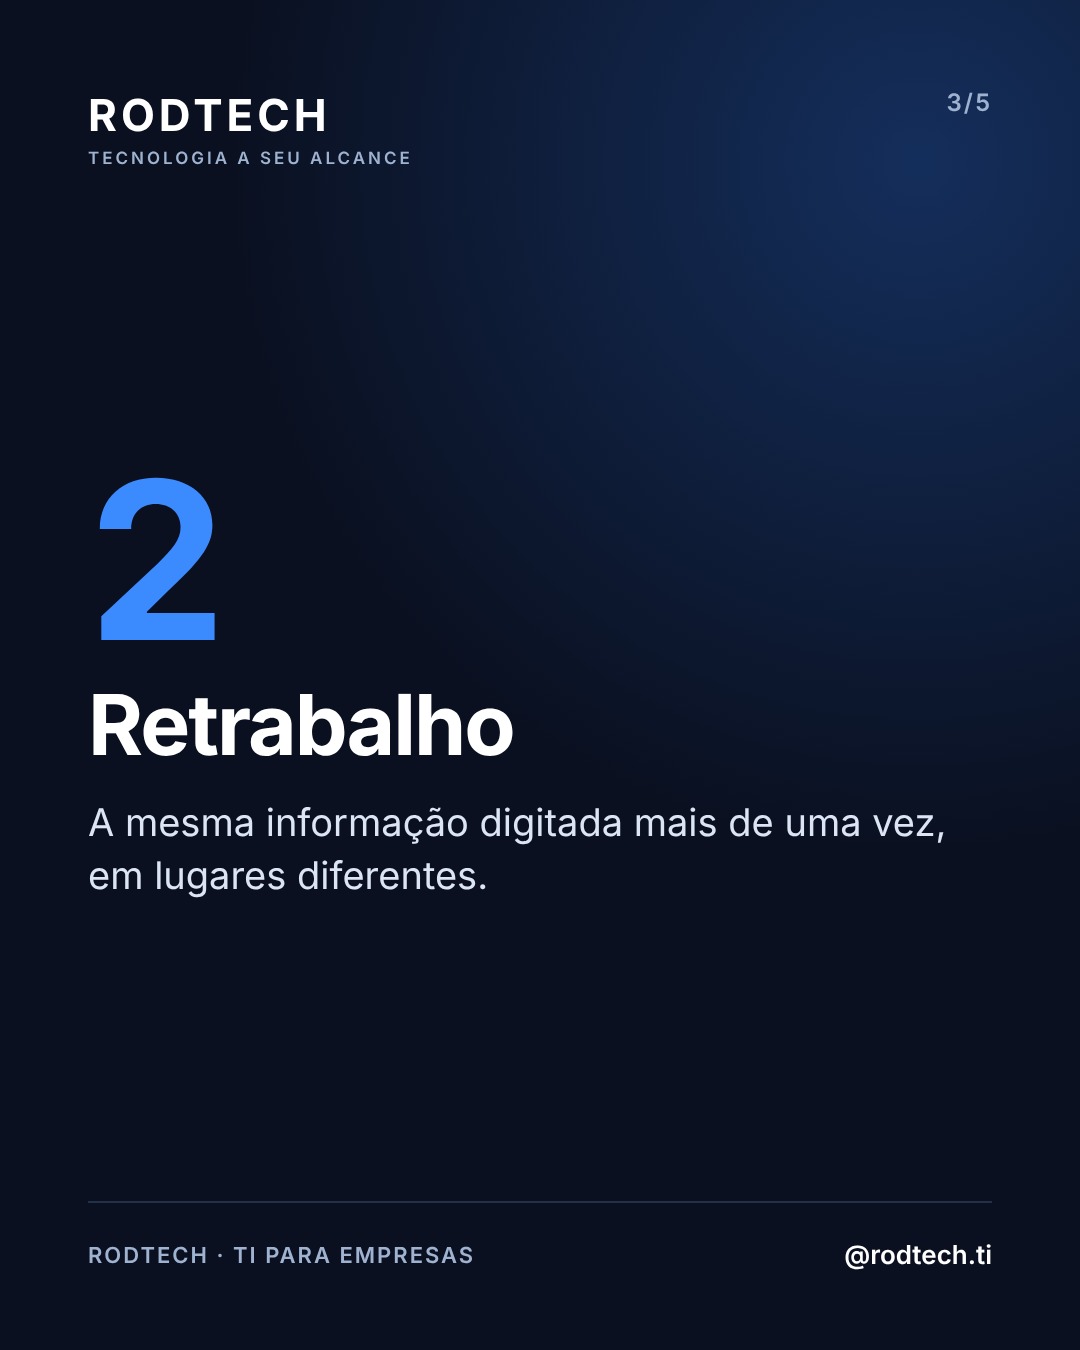 RODTECH
TECNOLOGIA A SEU ALCANCE
3/5
2
Retrabalho
A mesma informação digitada mais de uma vez,
em lugares diferentes.
RODTECH · TI PARA EMPRESAS
@rodtech.ti